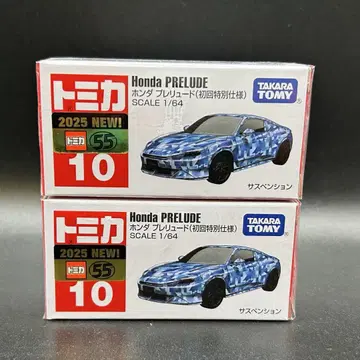 トミカ
2025 NEW!
トミカ 55
10
Honda PRELUDE
ホンダ プレリュード(初回特別仕様)
SCALE 1/64
TAKARA
TOMY
サスペンション
トミカ
2025 NEW!
トミカ 55
10
Honda PRELUDE
ホンダ プレリュード(初回特別仕様)
SCALE 1/64
TAKARA
TOMY
サスペンション